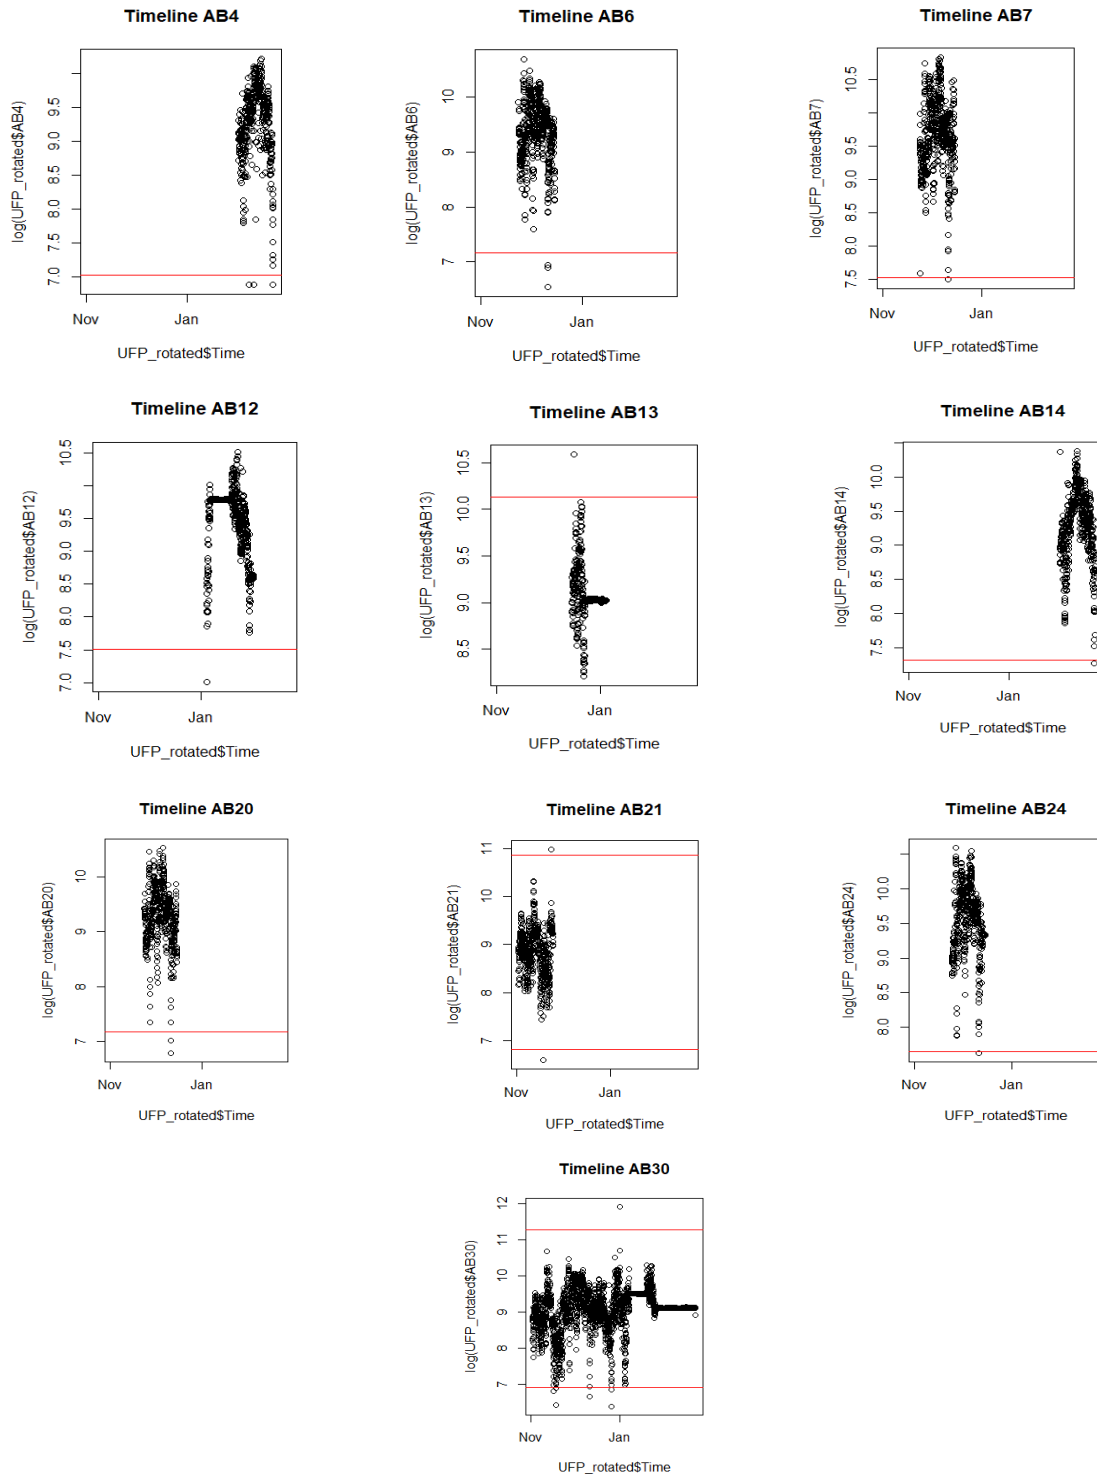 Timeline AB4
log(UFP_rotated$AB4)
9.5
9.0
8.5
8.0
7.5
7.0
Nov
Jan
UFP_rotated$Time
Timeline AB6
log(UFP_rotated$AB6)
10
9
8
7
Nov
Jan
UFP_rotated$Time
Timeline AB7
log(UFP_rotated$AB7)
10.5
10.0
9.5
9.0
8.5
8.0
7.5
Nov
Jan
UFP_rotated$Time
Timeline AB12
log(UFP_rotated$AB12)
10.5
9.5
9.0
8.5
8.0
7.5
7.0
Nov
Jan
UFP_rotated$Time
Timeline AB13
log(UFP_rotated$AB13)
10.5
10.0
9.5
9.0
8.5
Nov
Jan
UFP_rotated$Time
Timeline AB14
log(UFP_rotated$AB14)
10.0
9.5
9.0
8.5
8.0
7.5
Nov
Jan
UFP_rotated$Time
Timeline AB20
log(UFP_rotated$AB20)
10
9
8
7
Nov
Jan
UFP_rotated$Time
Timeline AB21
log(UFP_rotated$AB21)
11
10
9
8
7
Nov
Jan
UFP_rotated$Time
Timeline AB24
log(UFP_rotated$AB24)
10.0
9.5
9.0
8.5
8.0
Nov
Jan
UFP_rotated$Time
Timeline AB30
log(UFP_rotated$AB30)
12
11
10
9
8
7
Nov
Jan
UFP_rotated$Time